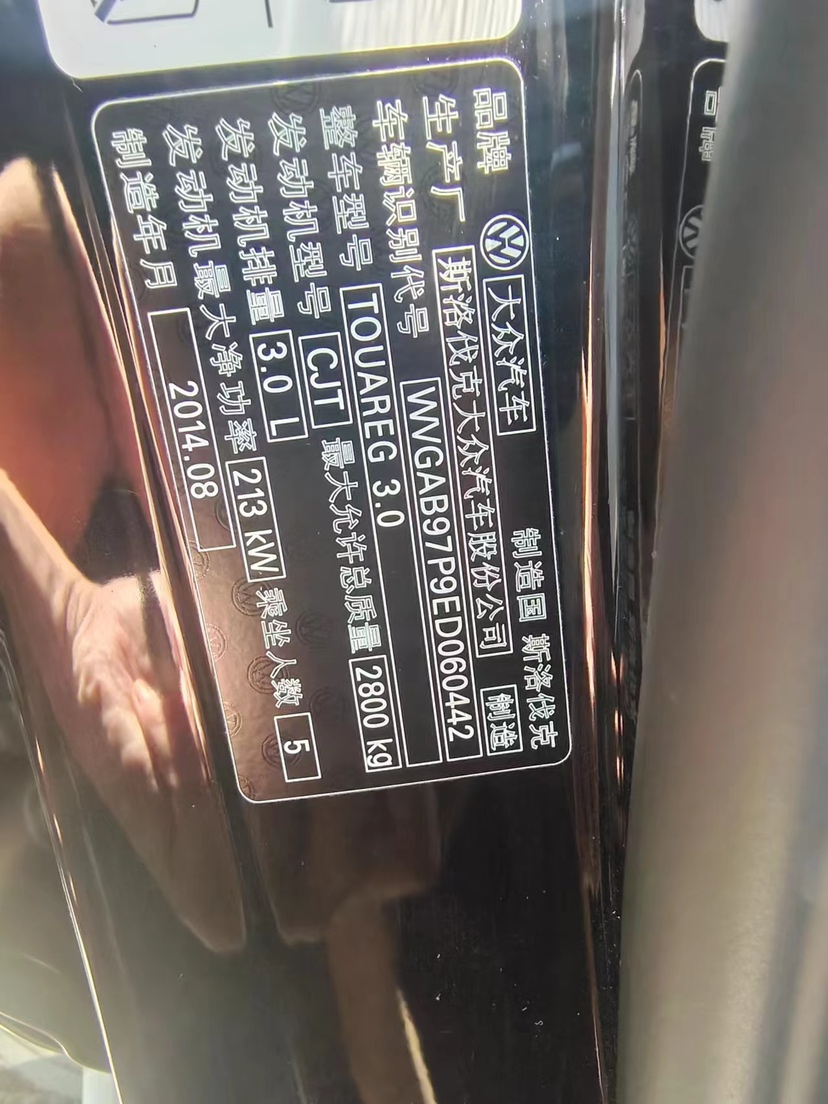 品牌 大众汽车 制造国 斯洛伐克
生产厂 斯洛伐克大众汽车股份公司 制造
车辆识别代号 WVGAB97P9ED060442
整车型号 TOUAREG 3.0
发动机型号 CJT 最大允许总质量 2800 kg
发动机排量 3.0 L
发动机最大净功率 213 kW 乘坐人数 5
制造年月 2014.08